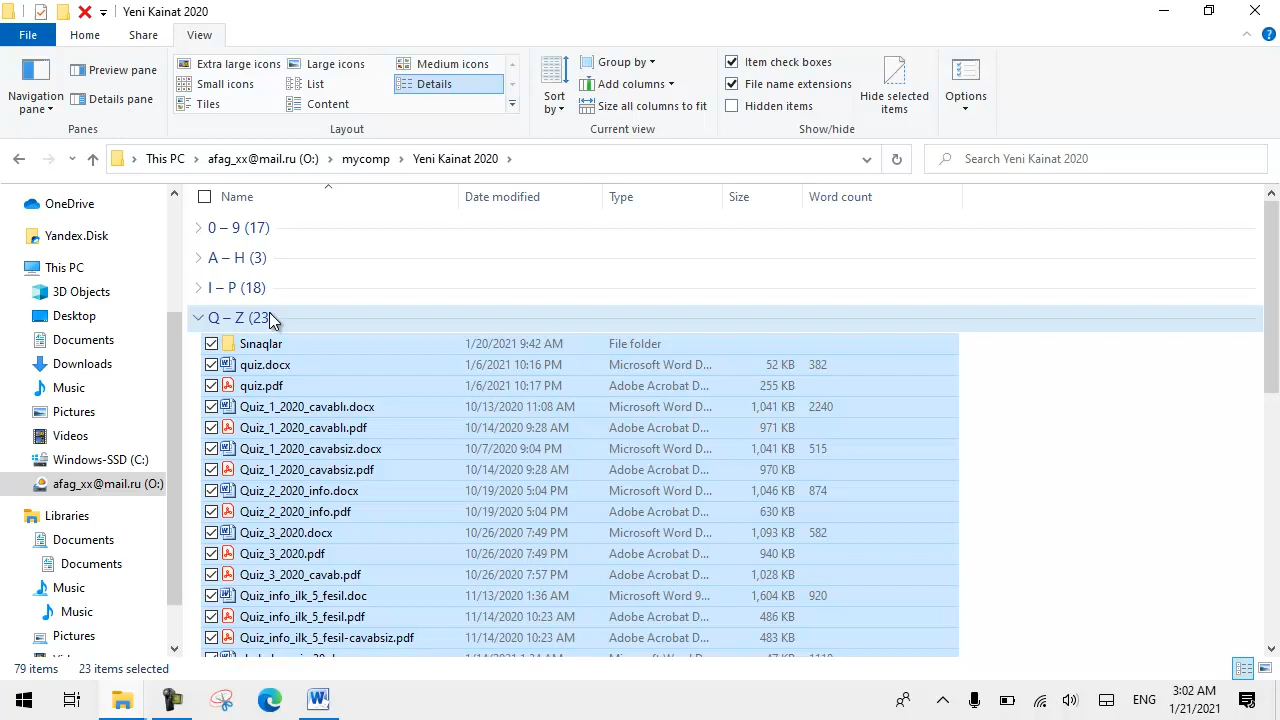 Yeni Kainat 2020
File Home Share View
Navigation pane
Preview pane
Details pane
Panes
Extra large icons Large icons Medium icons
Small icons List Details
Tiles Content
Layout
Sort by
Group by
Add columns
Size all columns to fit
Current view
Item check boxes
File name extensions
Hidden items
Hide selected items
Show/hide
Options
This PC afag_xx@mail.ru (O:) mycomp Yeni Kainat 2020
Search Yeni Kainat 2020
OneDrive
Yandex.Disk
This PC
3D Objects
Desktop
Documents
Downloads
Music
Pictures
Videos
Windows-SSD (C:)
afag_xx@mail.ru (O:)
Libraries
Documents
Documents
Music
Music
Pictures
Name Date modified Type Size Word count
0 – 9 (17)
A – H (3)
I – P (18)
Q – Z (23)
Sınaqlar 1/20/2021 9:42 AM File folder
quiz.docx 1/6/2021 10:16 PM Microsoft Word D... 52 KB 382
quiz.pdf 1/6/2021 10:17 PM Adobe Acrobat D... 255 KB
Quiz_1_2020_cavablı.docx 10/13/2020 11:08 AM Microsoft Word D... 1,041 KB 2240
Quiz_1_2020_cavablı.pdf 10/14/2020 9:28 AM Adobe Acrobat D... 971 KB
Quiz_1_2020_cavabsiz.docx 10/7/2020 9:04 PM Microsoft Word D... 1,041 KB 515
Quiz_1_2020_cavabsiz.pdf 10/14/2020 9:28 AM Adobe Acrobat D... 970 KB
Quiz_2_2020_info.docx 10/19/2020 5:04 PM Microsoft Word D... 1,046 KB 874
Quiz_2_2020_info.pdf 10/19/2020 5:04 PM Adobe Acrobat D... 630 KB
Quiz_3_2020.docx 10/26/2020 7:49 PM Microsoft Word D... 1,093 KB 582
Quiz_3_2020.pdf 10/26/2020 7:49 PM Adobe Acrobat D... 940 KB
Quiz_3_2020_cavab.pdf 10/26/2020 7:57 PM Adobe Acrobat D... 1,028 KB
Quiz_info_ilk_5_fesil.doc 11/13/2020 1:36 AM Microsoft Word 9... 1,604 KB 920
Quiz_info_ilk_5_fesil.pdf 11/14/2020 10:23 AM Adobe Acrobat D... 486 KB
Quiz_info_ilk_5_fesil-cavabsiz.pdf 11/14/2020 10:23 AM Adobe Acrobat D... 483 KB
79 items 23 items selected
ENG
3:02 AM
1/21/2021